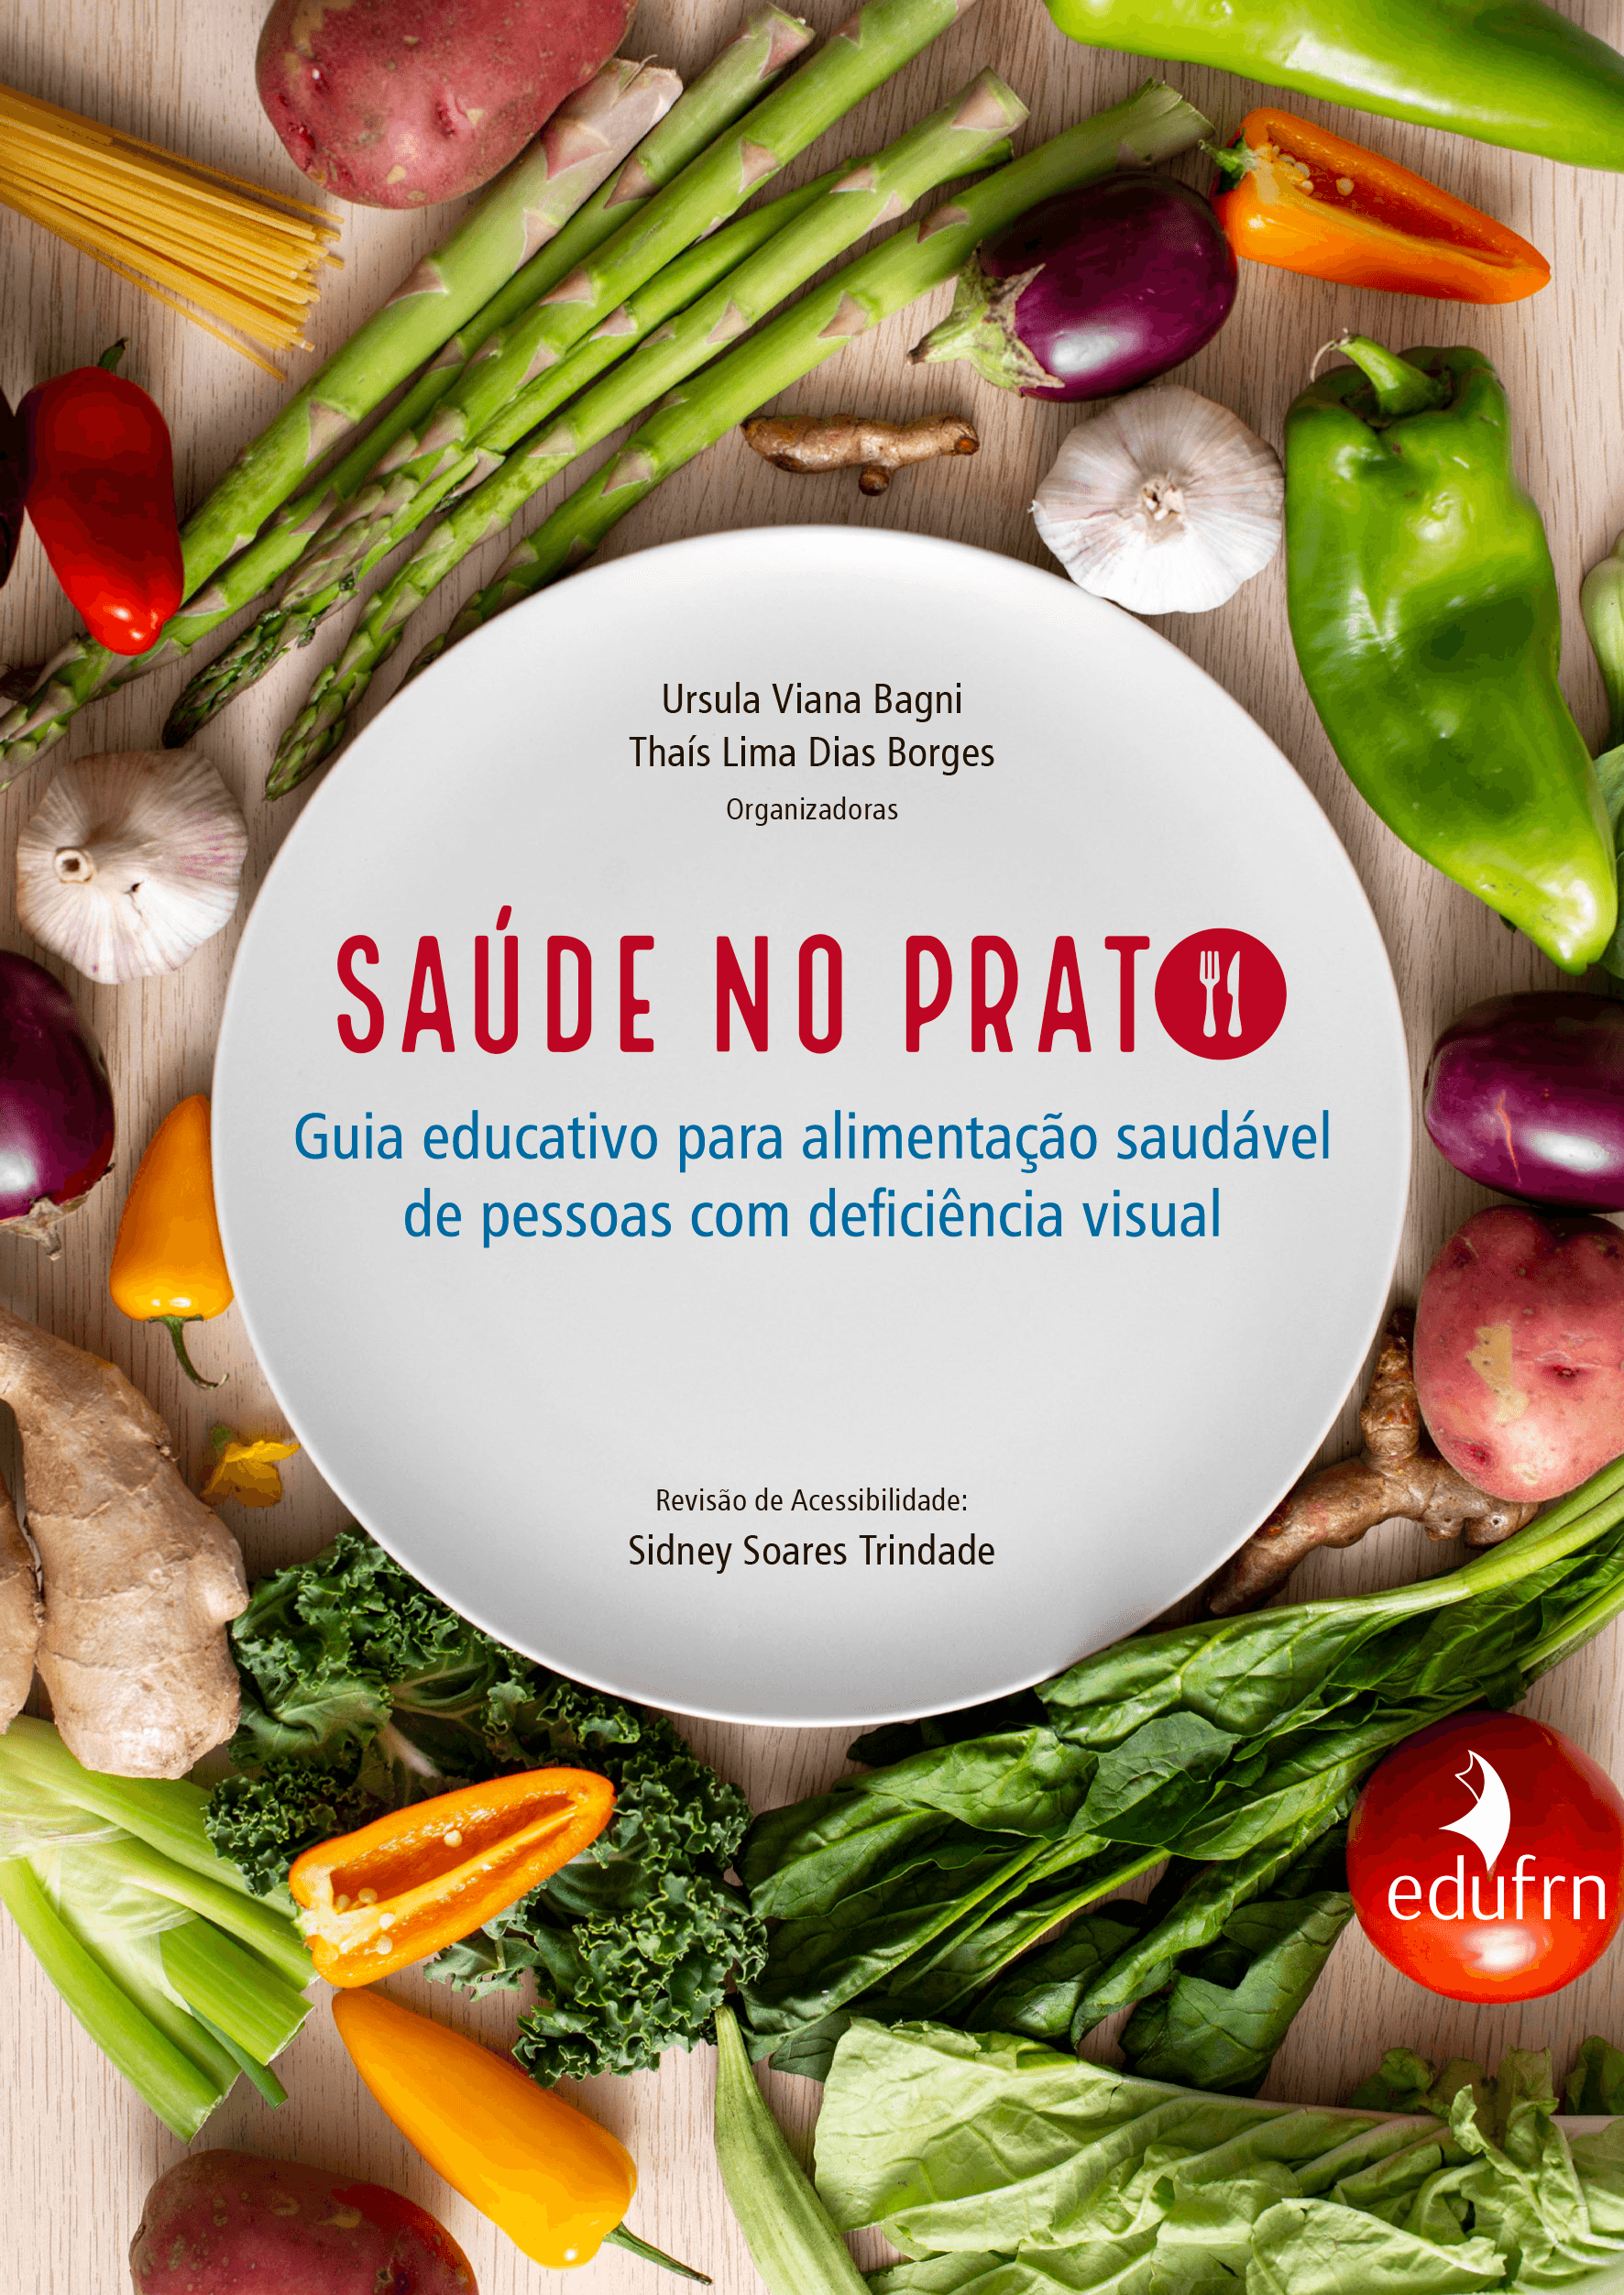 Ursula Viana Bagni
Thaís Lima Dias Borges
Organizadoras
SAÚDE NO PRATO
Guia educativo para alimentação saudável
de pessoas com deficiência visual
Revisão de Acessibilidade:
Sidney Soares Trindade
edufrn